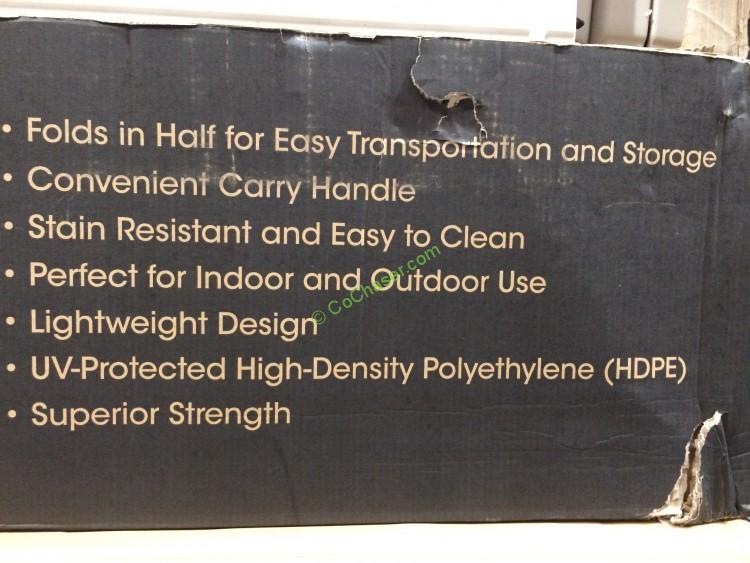 • Folds in Half for Easy Transportation and Storage
• Convenient Carry Handle
• Stain Resistant and Easy to Clean
• Perfect for Indoor and Outdoor Use
© CoChaser.com
• Lightweight Design
• UV-Protected High-Density Polyethylene (HDPE)
• Superior Strength